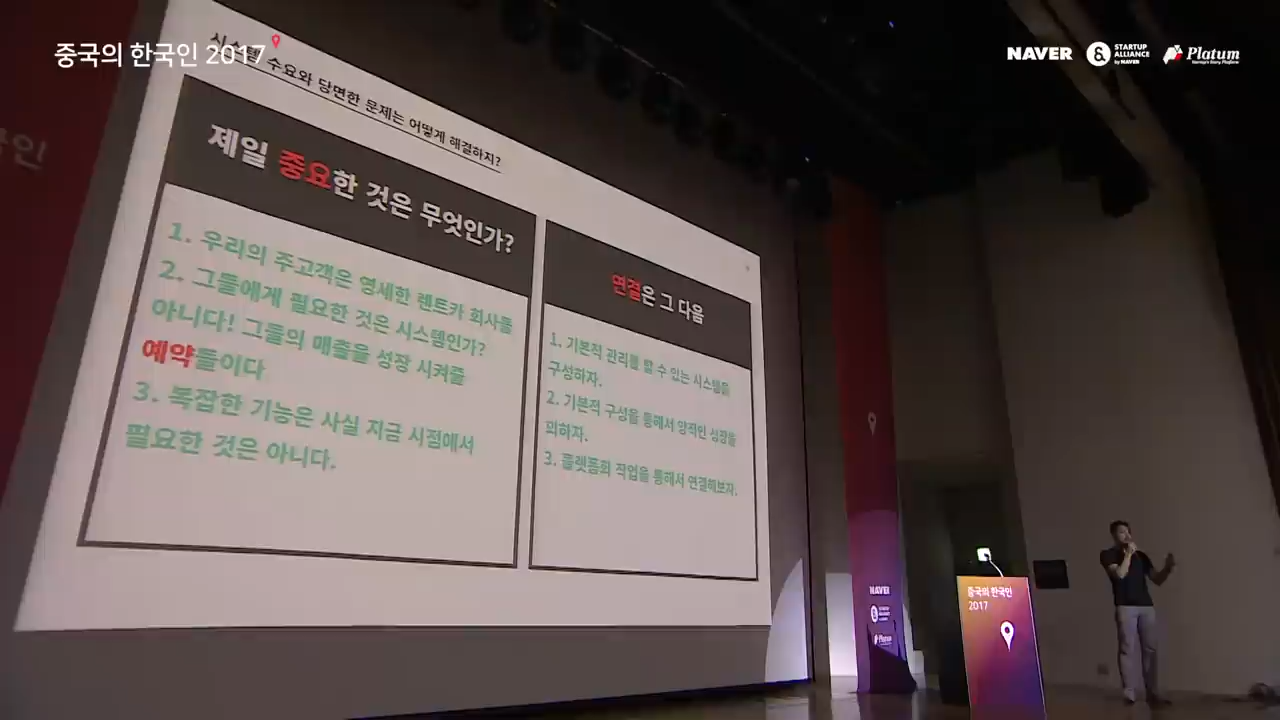 중국의 한국인 2017
NAVER
&
STARTUP
ALLIANCE
by NAVER
Platum
수요와 당면한 문제는 어떻게 해결하지?
제일 중요한 것은 무엇인가?
1. 우리의 주고객은 영세한 렌트카 회사들
2. 그들에게 필요한 것은 시스템인가?
아니다! 그들의 매출을 성장 시켜줄
예약들이다
3. 복잡한 기능은 사실 지금 시점에서
필요한 것은 아니다.
연결은 그 다음
1. 기본적 관리를 할 수 있는 시스템을
구성하자.
2. 기본적 구성을 통해서 양적인 성장을
꾀하자.
3. 플랫폼화 작업을 통해서 연결해보자.
NAVER
Platum
중국의 한국인
2017